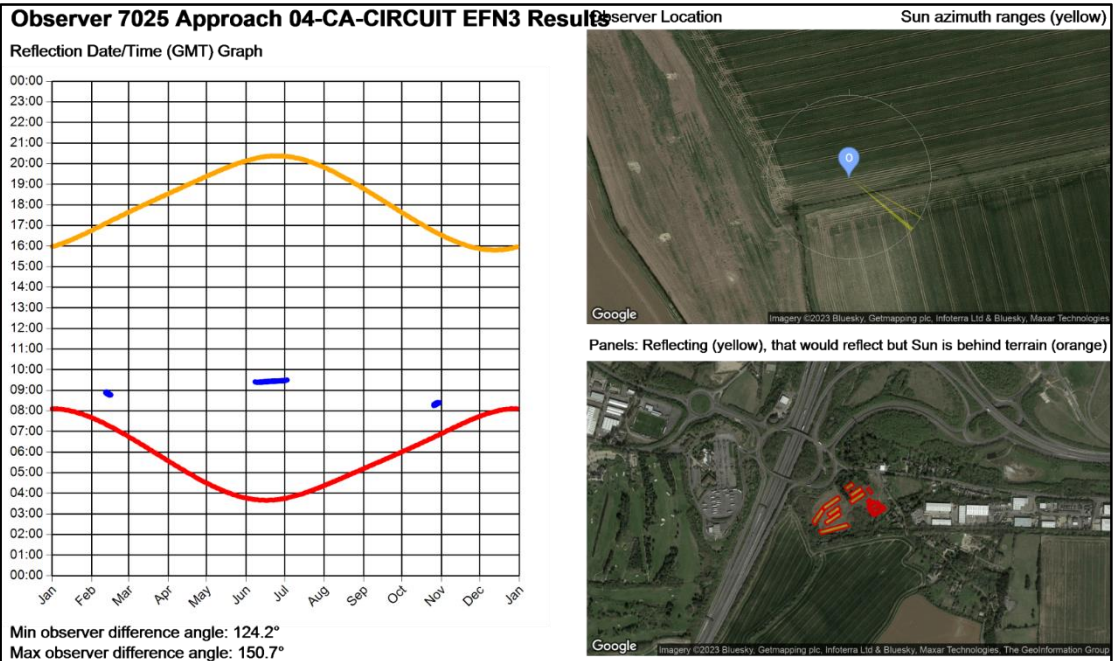 Observer 7025 Approach 04-CA-CIRCUIT EFN3 Results
Reflection Date/Time (GMT) Graph
00:00
23:00
22:00
21:00
20:00
19:00
18:00
17:00
16:00
15:00
14:00
13:00
12:00
11:00
10:00
09:00
08:00
07:00
06:00
05:00
04:00
03:00
02:00
01:00
00:00
Jan Feb Mar Apr May Jun Jul Aug Sep Oct Nov Dec Jan
Min observer difference angle: 124.2°
Max observer difference angle: 150.7°
Observer Location Sun azimuth ranges (yellow)
O
Google
Imagery ©2023 Bluesky, Getmapping plc, Infoterra Ltd & Bluesky, Maxar Technologies
Panels: Reflecting (yellow), that would reflect but Sun is behind terrain (orange)
Google
Imagery ©2023 Bluesky, Getmapping plc, Infoterra Ltd & Bluesky, Maxar Technologies, The GeoInformation Group